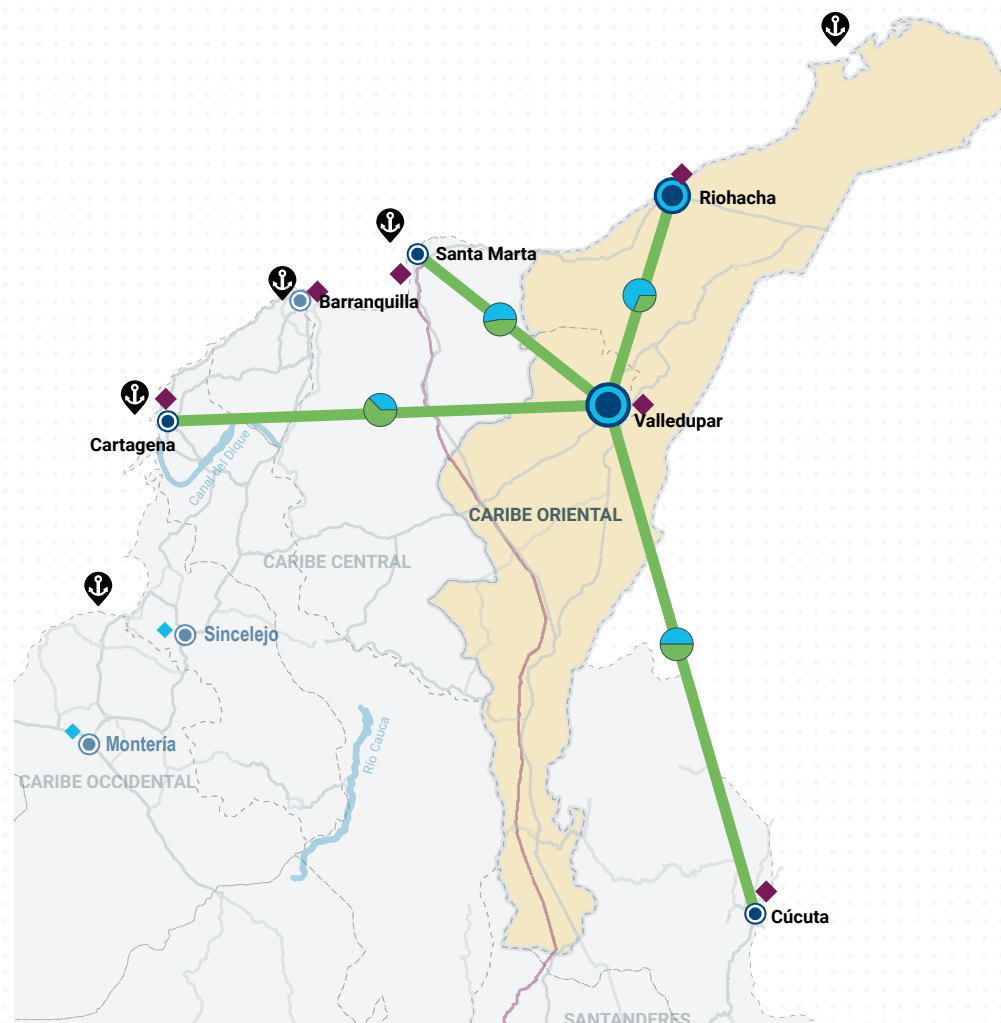 Riohacha
Santa Marta
Barranquilla
Valledupar
Cartagena
Canal del Dique
CARIBE ORIENTAL
CARIBE CENTRAL
Sincelejo
Río Cauca
Montería
CARIBE OCCIDENTAL
Cúcuta
SANTANDERES